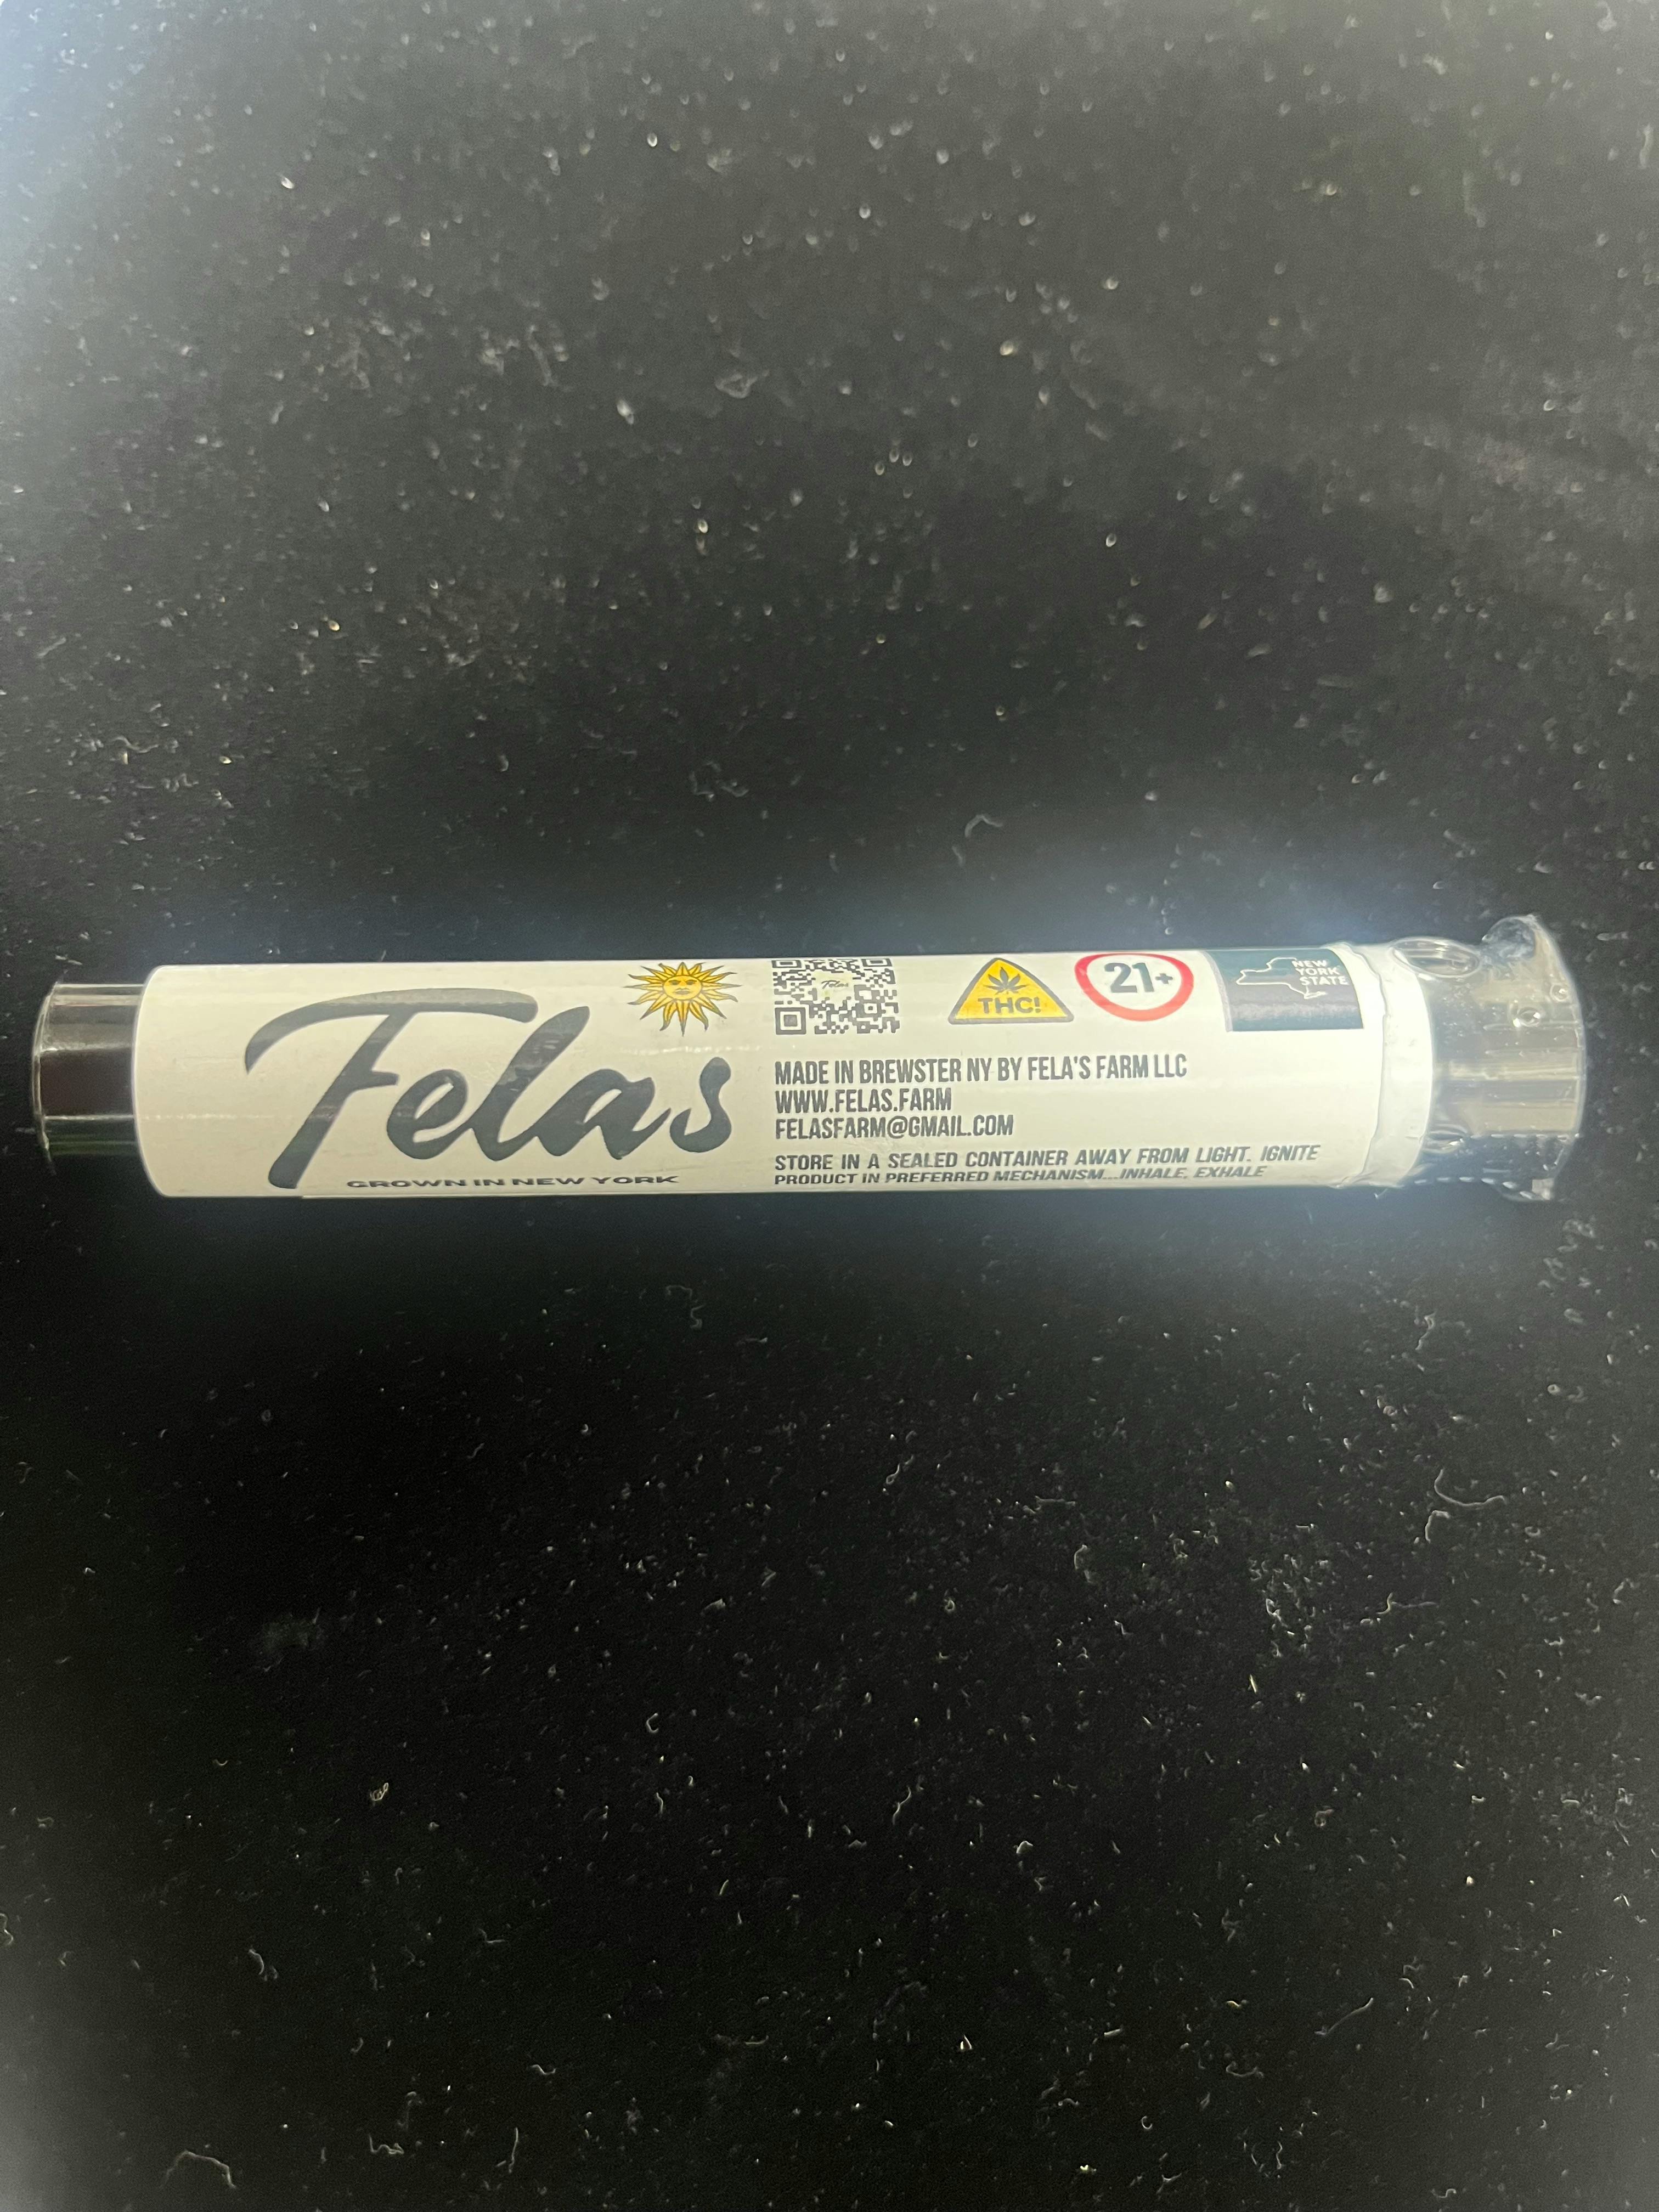 Felas
GROWN IN NEW YORK
Felas
THC!
21+
NEW
YORK
STATE
MADE IN BREWSTER NY BY FELA'S FARM LLC
WWW.FELAS.FARM
FELASFARM@GMAIL.COM
STORE IN A SEALED CONTAINER AWAY FROM LIGHT. IGNITE
PRODUCT IN PREFERRED MECHANISM...INHALE, EXHALE